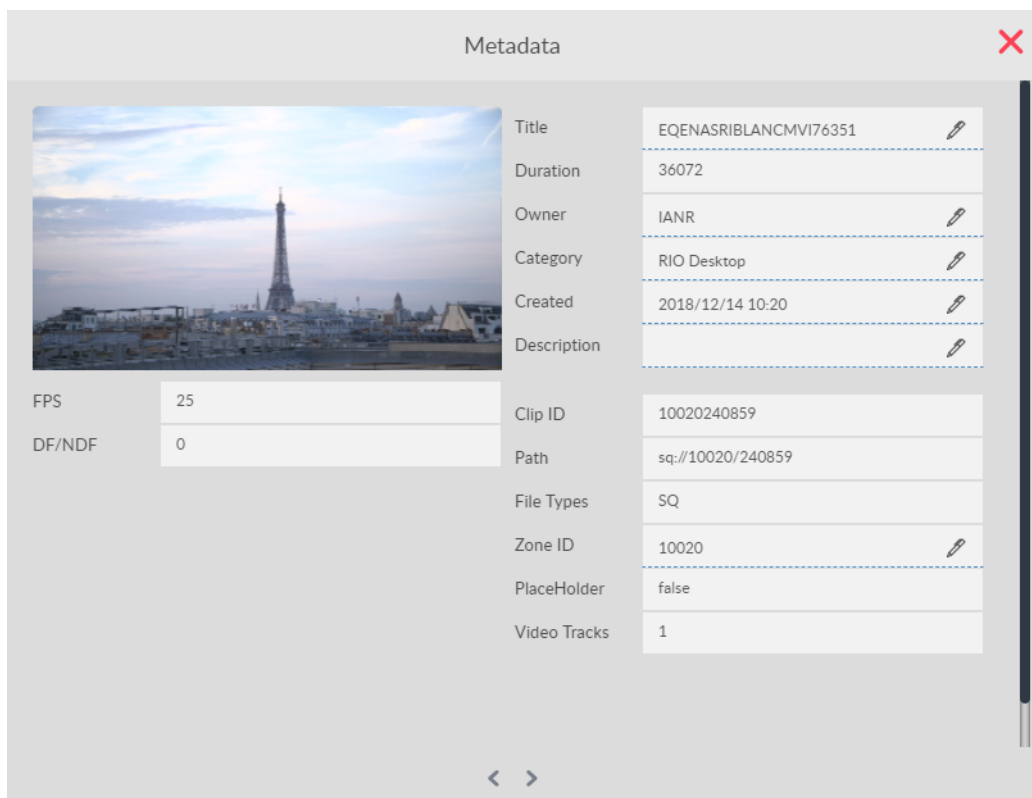 Metadata
Title EQENASRIBLANCMVI76351
Duration 36072
Owner IANR
Category RIO Desktop
Created 2018/12/14 10:20
Description
FPS 25
DF/NDF 0
Clip ID 10020240859
Path sq://10020/240859
File Types SQ
Zone ID 10020
PlaceHolder false
Video Tracks 1